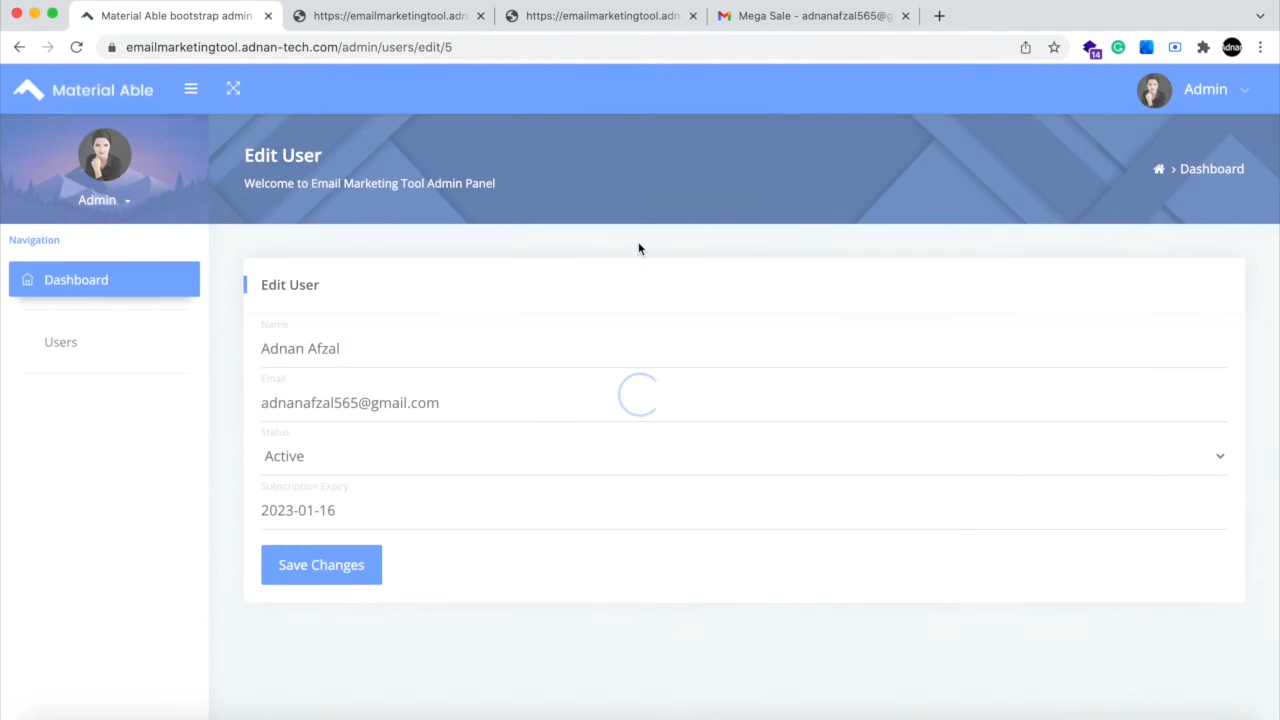 Material Able bootstrap admin
https://emailmarketingtool.adn
https://emailmarketingtool.adn
Mega Sale - adnanafzal565@g
emailmarketingtool.adnan-tech.com/admin/users/edit/5
14
Adnan
Material Able
Admin
Edit User
Welcome to Email Marketing Tool Admin Panel
> Dashboard
Admin
Navigation
Dashboard
Users
Edit User
Name
Adnan Afzal
Email
adnanafzal565@gmail.com
Status
Active
Subscription Expiry
2023-01-16
Save Changes